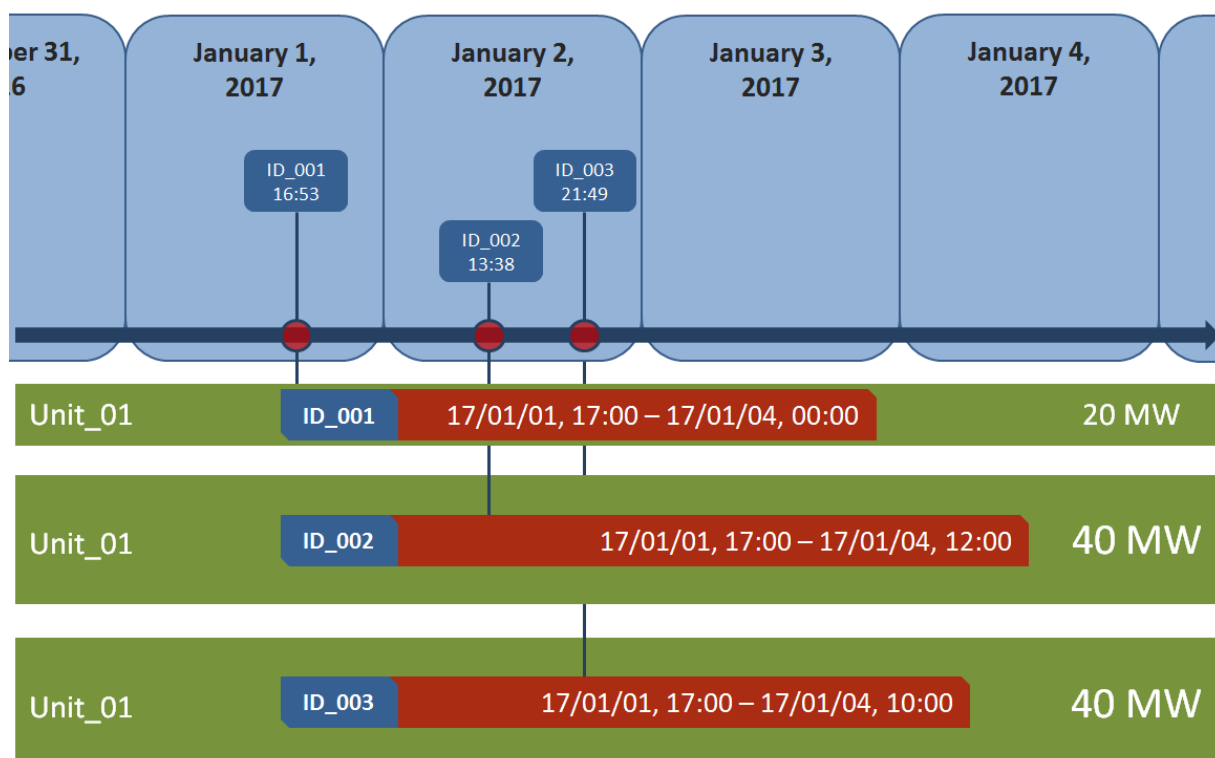 ber 31,
16
January 1,
2017
January 2,
2017
January 3,
2017
January 4,
2017
ID_001
16:53
ID_003
21:49
ID_002
13:38
Unit_01
ID_001
17/01/01, 17:00 – 17/01/04, 00:00
20 MW
Unit_01
ID_002
17/01/01, 17:00 – 17/01/04, 12:00
40 MW
Unit_01
ID_003
17/01/01, 17:00 – 17/01/04, 10:00
40 MW